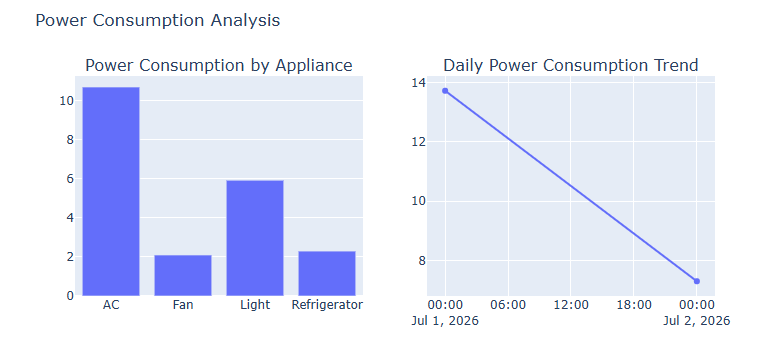 Power Consumption Analysis
Power Consumption by Appliance
10
8
6
4
2
0
AC Fan Light Refrigerator
Daily Power Consumption Trend
14
12
10
8
00:00 06:00 12:00 18:00 00:00
Jul 1, 2026 Jul 2, 2026